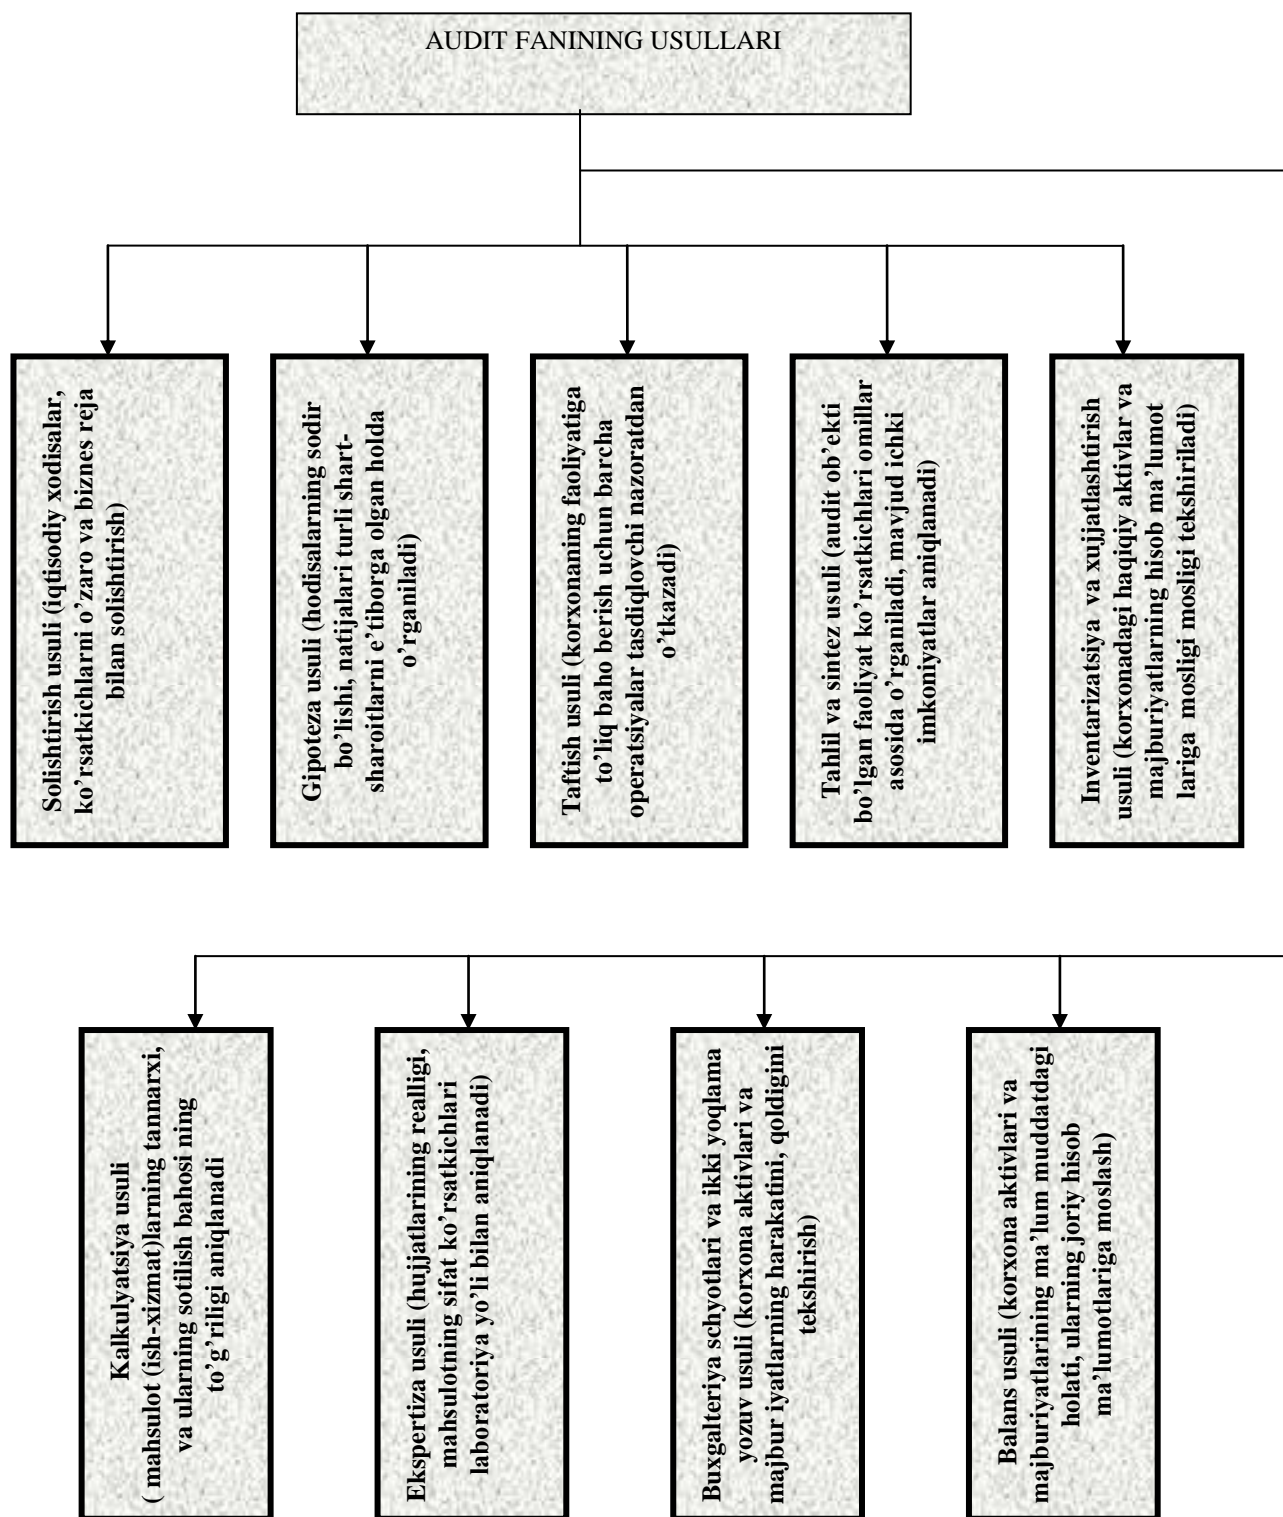 AUDIT FANINING USULLARI
Solishtirish usuli (iqtisodiy xodisalar,
ko’rsatkichlarni o’zaro va biznes reja
bilan solishtirish)
Gipoteza usuli (hodisalarning sodir
bo’lishi, natijalari turli shart-
sharoitlarni e’tiborga olgan holda
o’rganiladi)
Taftish usuli (korxonaning faoliyatiga
to’liq baho berish uchun barcha
operatsiyalar tasdiqlovchi nazoratdan
o’tkazadi)
Tahlil va sintez usuli (audit ob’ekti
bo’lgan faoliyat ko’rsatkichlari omillar
asosida o’rganiladi, mavjud ichki
imkoniyatlar aniqlanadi)
Inventarizatsiya va xujjatlashtirish
usuli (korxonadagi haqiqiy aktivlar va
majburiyatlarning hisob ma’lumot
lariga mosligi mosligi tekshiriladi)
Kalkulyatsiya usuli
( mahsulot (ish-xizmat)larning tannarxi,
va ularning sotilish bahosi ning
to’g’riligi aniqlanadi
Ekspertiza usuli (hujjatlarining realligi,
mahsulotning sifat ko’rsatkichlari
laboratoriya yo’li bilan aniqlanadi)
Buxgalteriya schyotlari va ikki yoqlama
yozuv usuli (korxona aktivlari va
majbur iyatlarning harakatini, qoldigini
tekshirish)
Balans usuli (korxona aktivlari va
majburiyatlarining ma’lum muddatdagi
holati, ularning joriy hisob
ma’lumotlariga moslash)